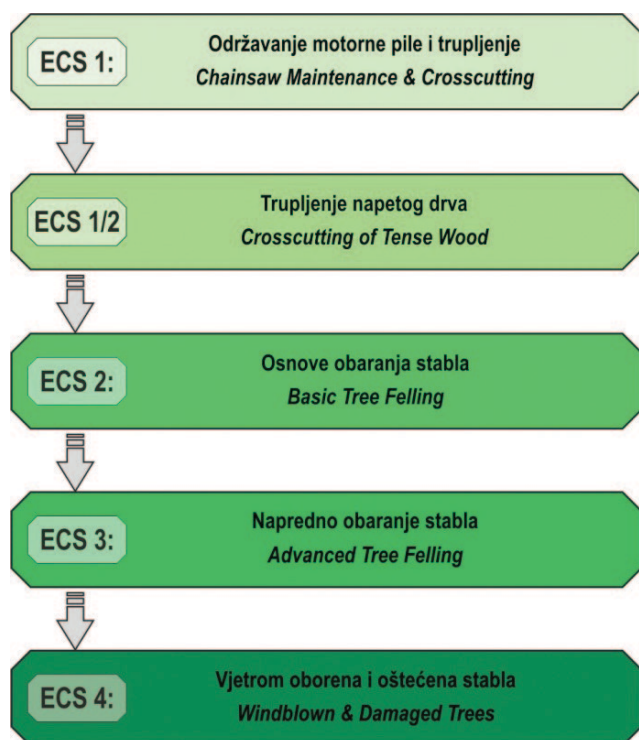 ECS 1:
Održavanje motorne pile i trupljenje
Chainsaw Maintenance & Crosscutting
ECS 1/2
Trupljenje napetog drva
Crosscutting of Tense Wood
ECS 2:
Osnove obaranja stabla
Basic Tree Felling
ECS 3:
Napredno obaranje stabla
Advanced Tree Felling
ECS 4:
Vjetrom oborena i oštećena stabla
Windblown & Damaged Trees